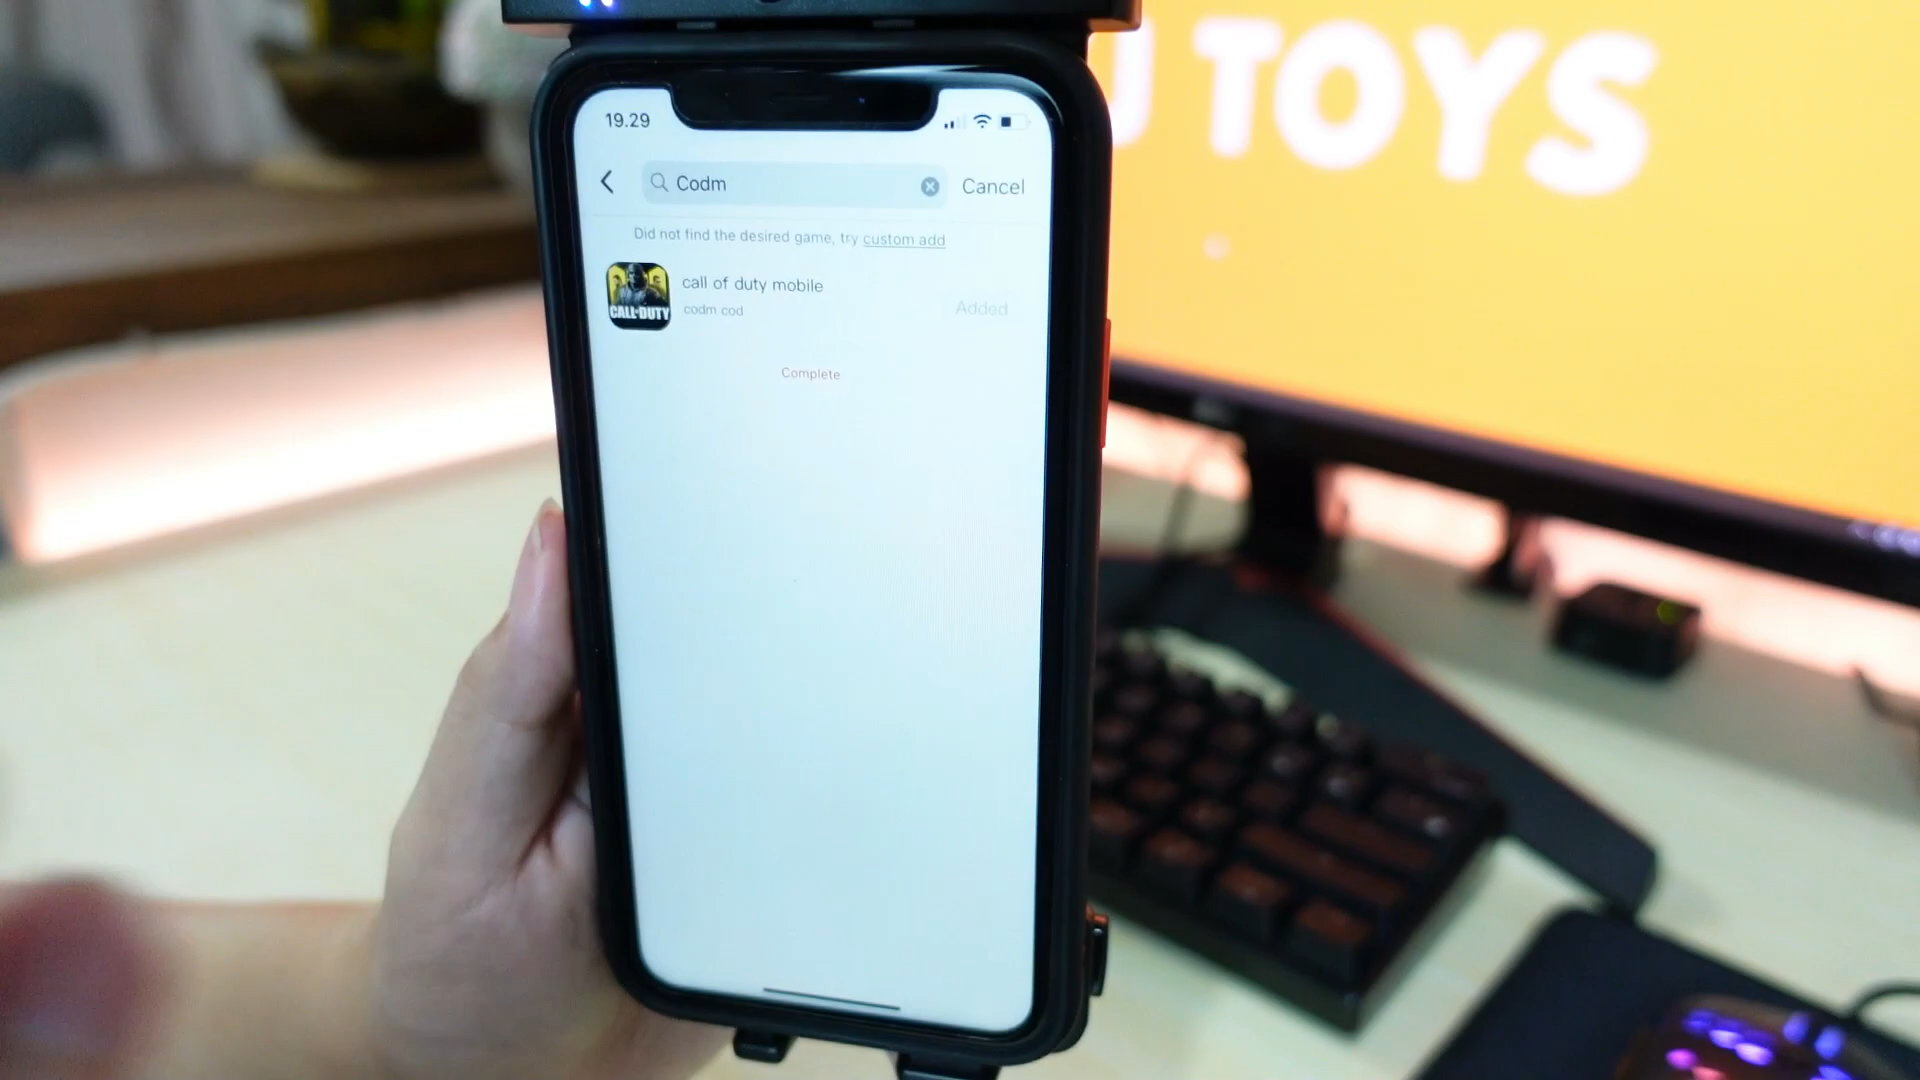 TOYS
19.29
Codm
Cancel
Did not find the desired game, try custom add
CALL OF DUTY
call of duty mobile
codm cod
Added
Complete